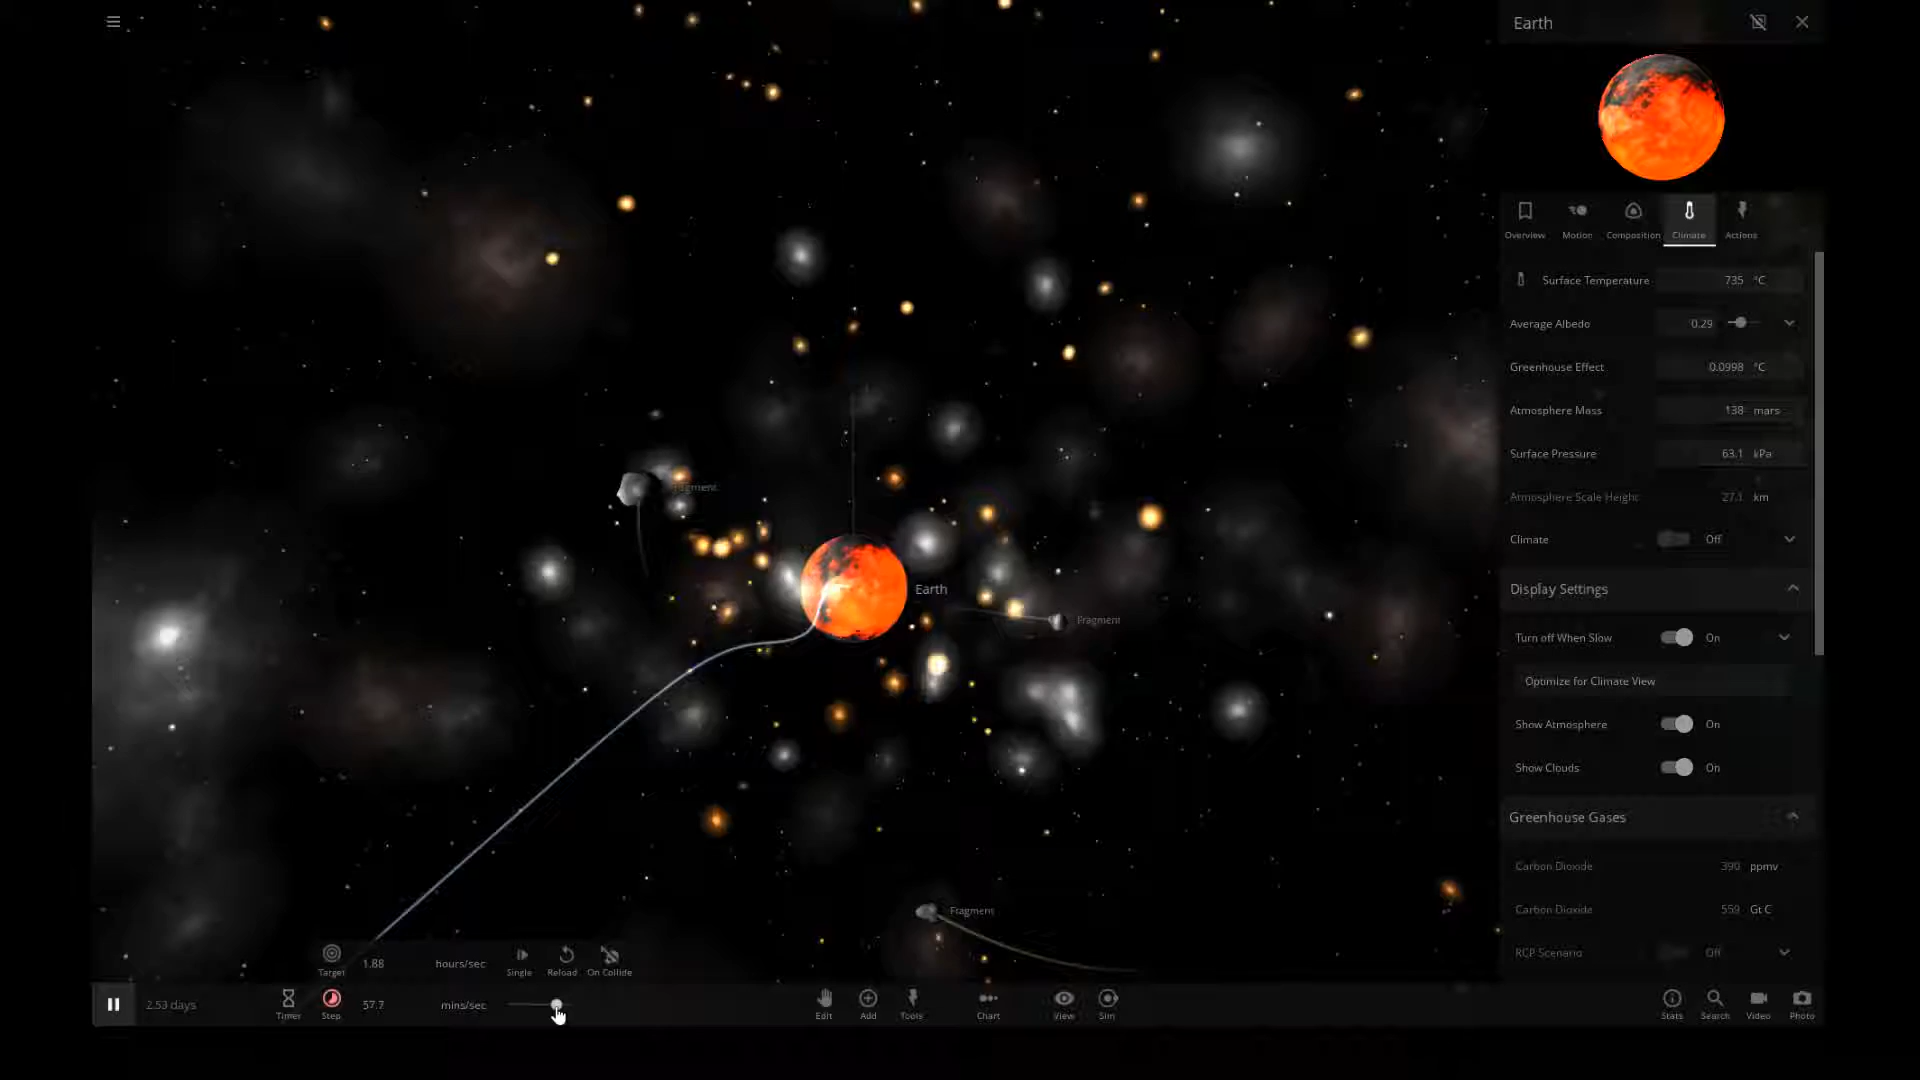 Earth
Overview Motion Composition Climate Actions
Surface Temperature 735 °C
Average Albedo 0.29
Greenhouse Effect 0.0998 °C
Atmosphere Mass 138 mars
Surface Pressure 63.1 kPa
Atmosphere Scale Height 27.1 km
Climate Off
Display Settings
Turn off When Slow On
Optimize for Climate View
Show Atmosphere On
Show Clouds On
Greenhouse Gases
Carbon Dioxide 390 ppmv
Carbon Dioxide 559 Gt C
RCP Scenario Off
Fragment
Earth
Fragment
Fragment
Target 1.88 hours/sec Single Reload On Collide
2.53 days Timer Step 57.7 mins/sec Edit Add Tools Chart View Sim Stats Search Video Photo